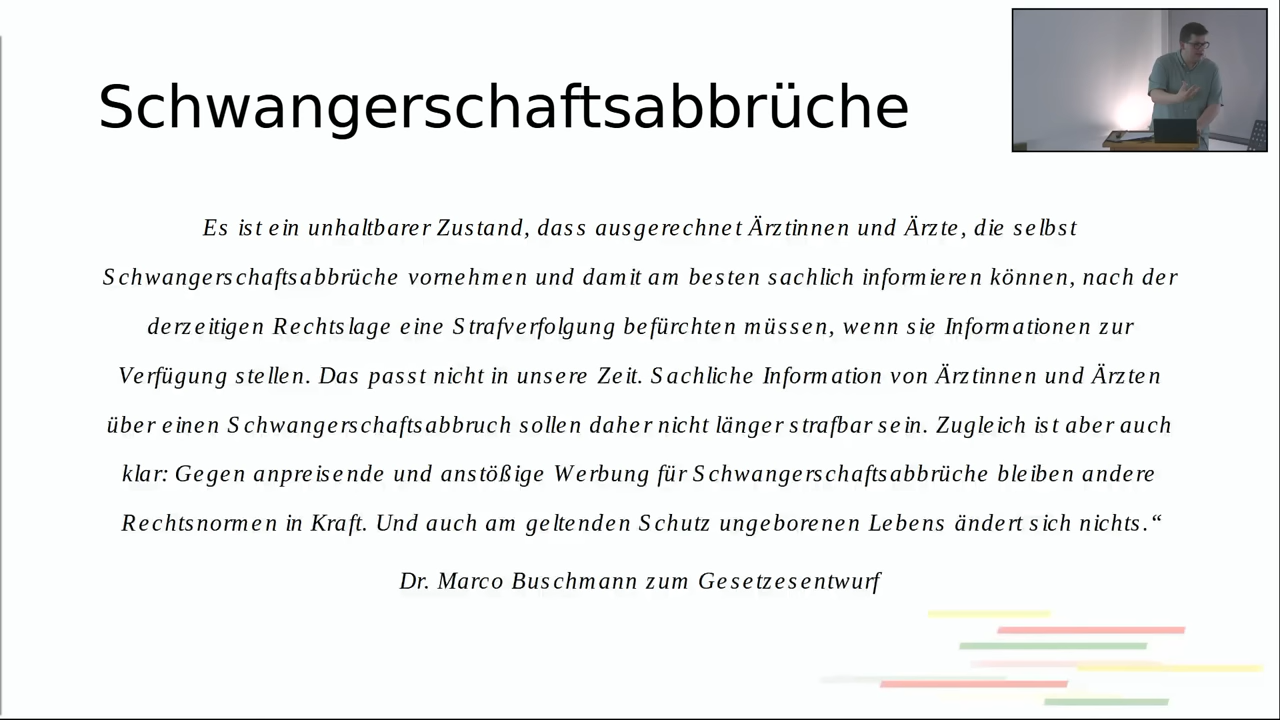 Schwangerschaftsabbrüche
Es ist ein unhaltbarer Zustand, dass ausgerechnet Ärztinnen und Ärzte, die selbst
Schwangerschaftsabbrüche vornehmen und damit am besten sachlich informieren können, nach der
derzeitigen Rechtslage eine Strafverfolgung befürchten müssen, wenn sie Informationen zur
Verfügung stellen. Das passt nicht in unsere Zeit. Sachliche Information von Ärztinnen und Ärzten
über einen Schwangerschaftsabbruch sollen daher nicht länger strafbar sein. Zugleich ist aber auch
klar: Gegen anpreisende und anstößige Werbung für Schwangerschaftsabbrüche bleiben andere
Rechtsnormen in Kraft. Und auch am geltenden Schutz ungeborenen Lebens ändert sich nichts.“
Dr. Marco Buschmann zum Gesetzesentwurf